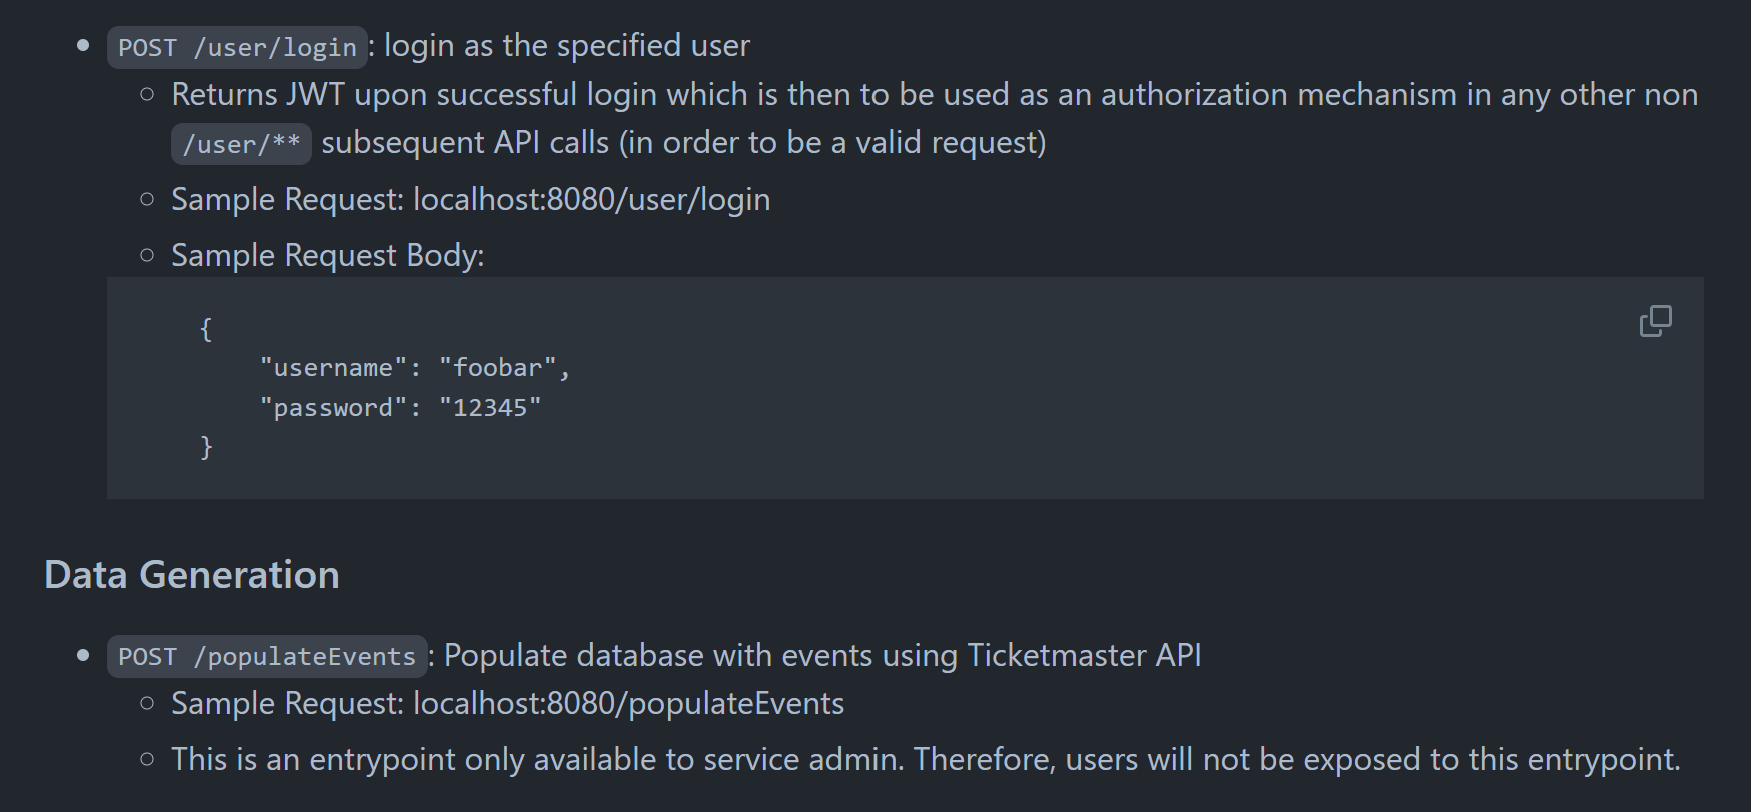 POST /user/login: login as the specified user
Returns JWT upon successful login which is then to be used as an authorization mechanism in any other non
/user/** subsequent API calls (in order to be a valid request)
Sample Request: localhost:8080/user/login
Sample Request Body:
{
"username": "foobar",
"password": "12345"
}
Data Generation
POST /populateEvents: Populate database with events using Ticketmaster API
Sample Request: localhost:8080/populateEvents
This is an entrypoint only available to service admin. Therefore, users will not be exposed to this entrypoint.